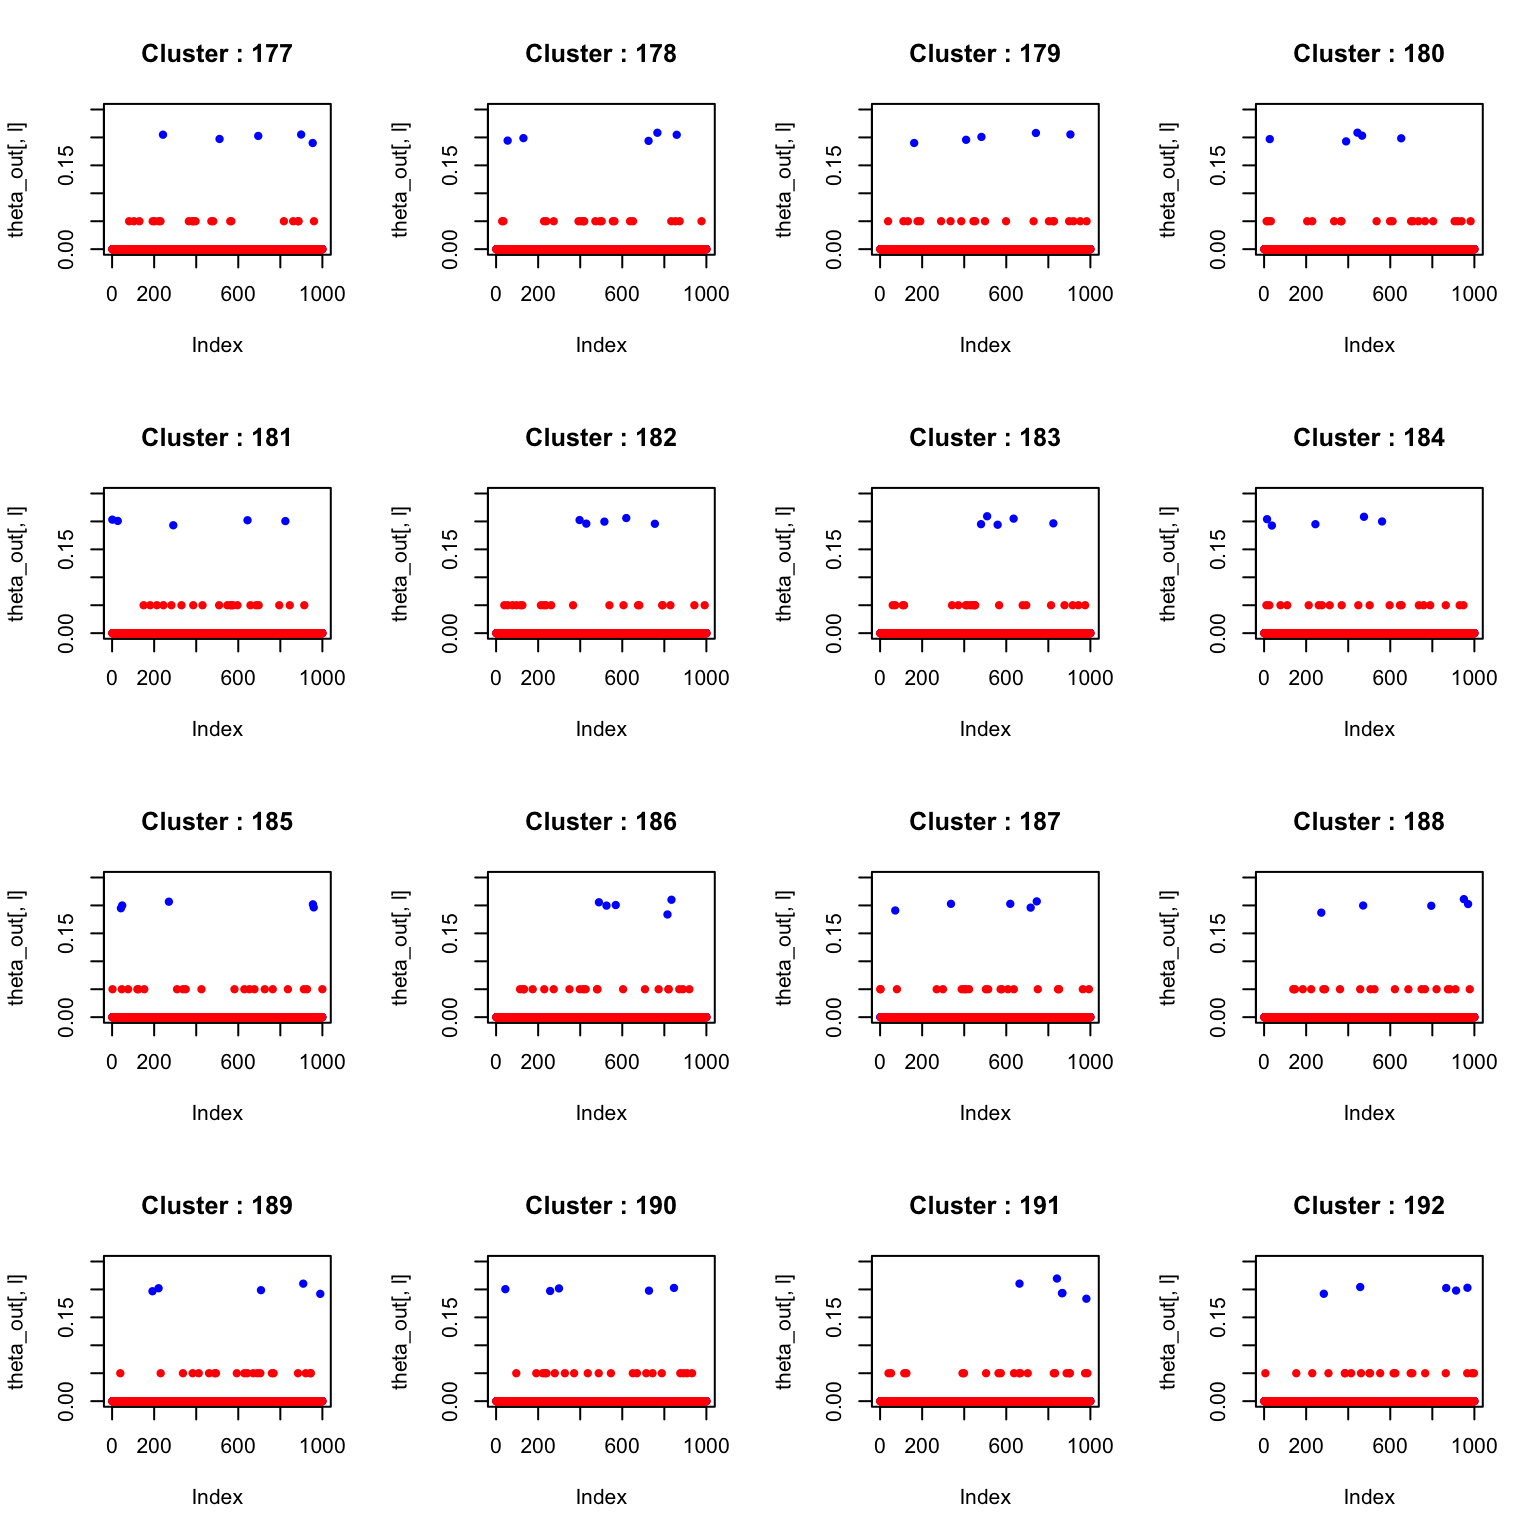 Cluster : 177
theta_out[, l]
0.00 0.15
0 200 600 1000
Index
Cluster : 178
theta_out[, l]
0.00 0.15
0 200 600 1000
Index
Cluster : 179
theta_out[, l]
0.00 0.15
0 200 600 1000
Index
Cluster : 180
theta_out[, l]
0.00 0.15
0 200 600 1000
Index
Cluster : 181
theta_out[, l]
0.00 0.15
0 200 600 1000
Index
Cluster : 182
theta_out[, l]
0.00 0.15
0 200 600 1000
Index
Cluster : 183
theta_out[, l]
0.00 0.15
0 200 600 1000
Index
Cluster : 184
theta_out[, l]
0.00 0.15
0 200 600 1000
Index
Cluster : 185
theta_out[, l]
0.00 0.15
0 200 600 1000
Index
Cluster : 186
theta_out[, l]
0.00 0.15
0 200 600 1000
Index
Cluster : 187
theta_out[, l]
0.00 0.15
0 200 600 1000
Index
Cluster : 188
theta_out[, l]
0.00 0.15
0 200 600 1000
Index
Cluster : 189
theta_out[, l]
0.00 0.15
0 200 600 1000
Index
Cluster : 190
theta_out[, l]
0.00 0.15
0 200 600 1000
Index
Cluster : 191
theta_out[, l]
0.00 0.15
0 200 600 1000
Index
Cluster : 192
theta_out[, l]
0.00 0.15
0 200 600 1000
Index